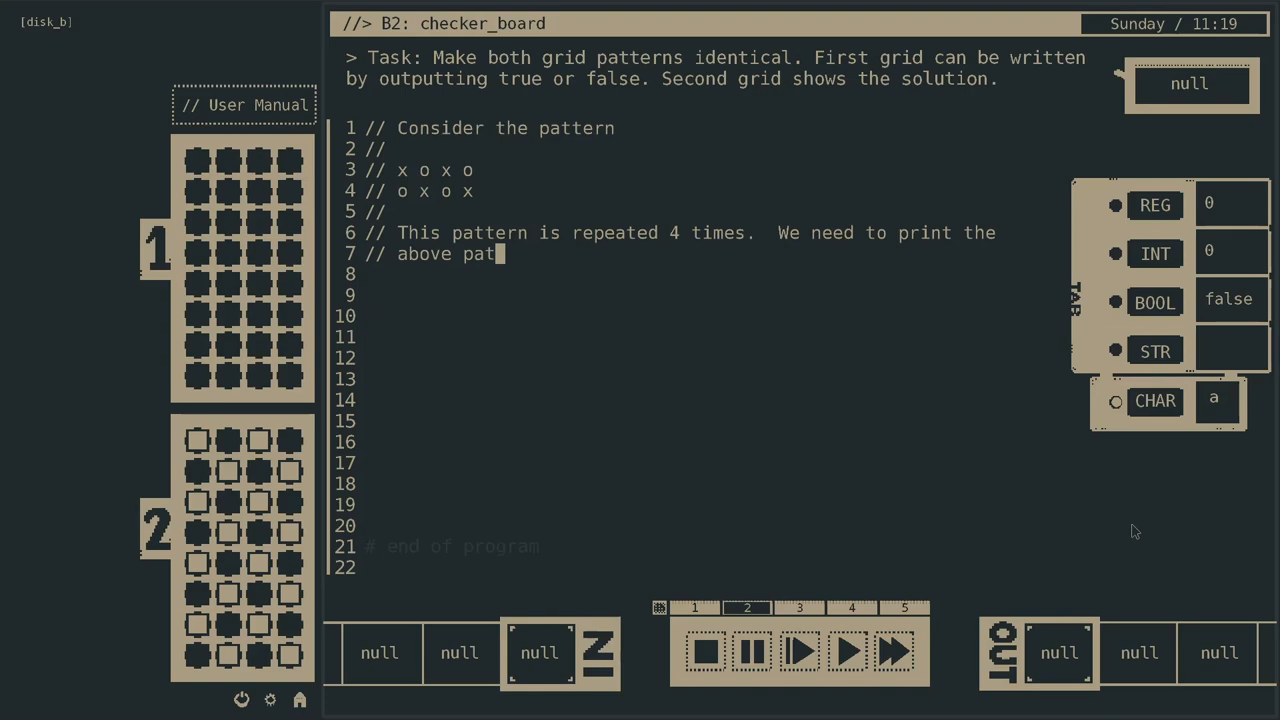 [disk_b]
//> B2: checker_board
Sunday / 11:19
> Task: Make both grid patterns identical. First grid can be written
by outputting true or false. Second grid shows the solution.
null
// User Manual
1
2
1 // Consider the pattern
2 //
3 // x o x o
4 // o x o x
5 //
6 // This pattern is repeated 4 times.  We need to print the
7 // above pat
8
9
10
11
12
13
14
15
16
17
18
19
20
21 # end of program
22
TAB
REG 0
INT 0
BOOL false
STR
CHAR a
1 2 3 4 5
null null null IN
OUT null null null